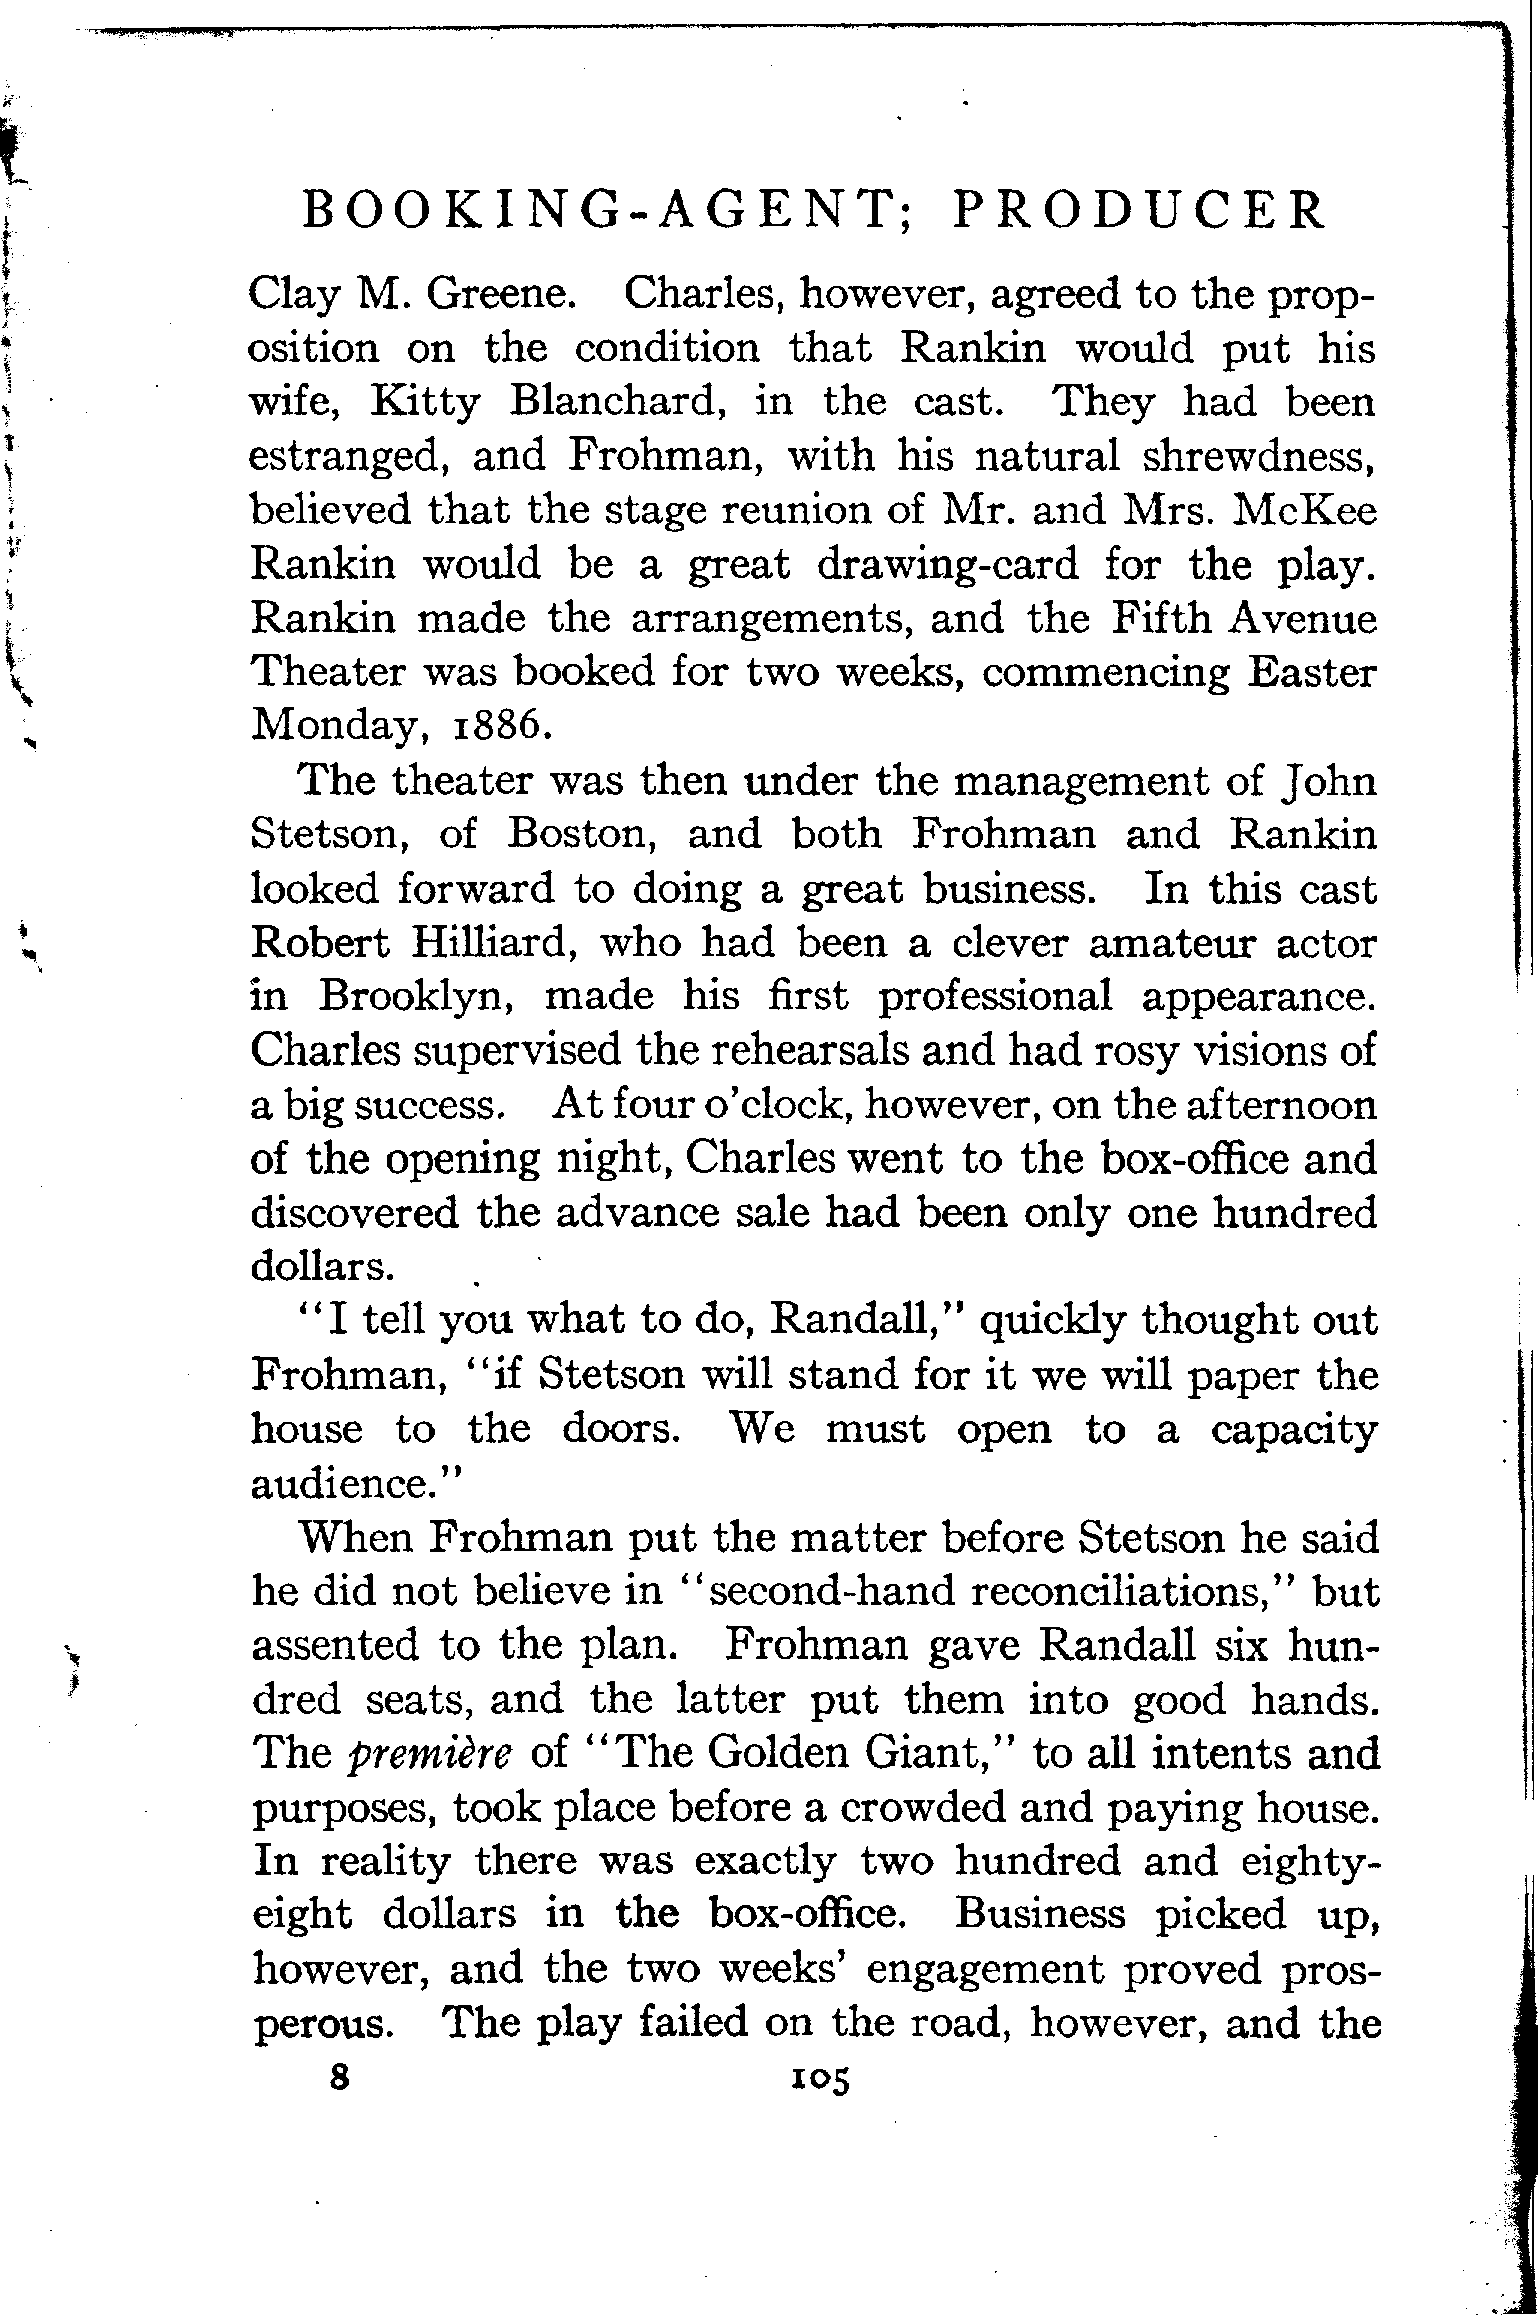 BOOKING-AGENT; PRODUCER
Clay M. Greene. Charles, however, agreed to the prop-
osition on the condition that Rankin would put his
wife, Kitty Blanchard, in the cast. They had been
estranged, and Frohman, with his natural shrewdness,
believed that the stage reunion of Mr. and Mrs. McKee
Rankin would be a great drawing-card for the play.
Rankin made the arrangements, and the Fifth Avenue
Theater was booked for two weeks, commencing Easter
Monday, 1886.
The theater was then under the management of John
Stetson, of Boston, and both Frohman and Rankin
looked forward to doing a great business. In this cast
Robert Hilliard, who had been a clever amateur actor
in Brooklyn, made his first professional appearance.
Charles supervised the rehearsals and had rosy visions of
a big success. At four o'clock, however, on the afternoon
of the opening night, Charles went to the box-office and
discovered the advance sale had been only one hundred
dollars.
"I tell you what to do, Randall," quickly thought out
Frohman, "if Stetson will stand for it we will paper the
house to the doors. We must open to a capacity
audience."
When Frohman put the matter before Stetson he said
he did not believe in "second-hand reconciliations," but
assented to the plan. Frohman gave Randall six hun-
dred seats, and the latter put them into good hands.
The première of "The Golden Giant," to all intents and
purposes, took place before a crowded and paying house.
In reality there was exactly two hundred and eighty-
eight dollars in the box-office. Business picked up,
however, and the two weeks' engagement proved pros-
perous. The play failed on the road, however, and the
8 105